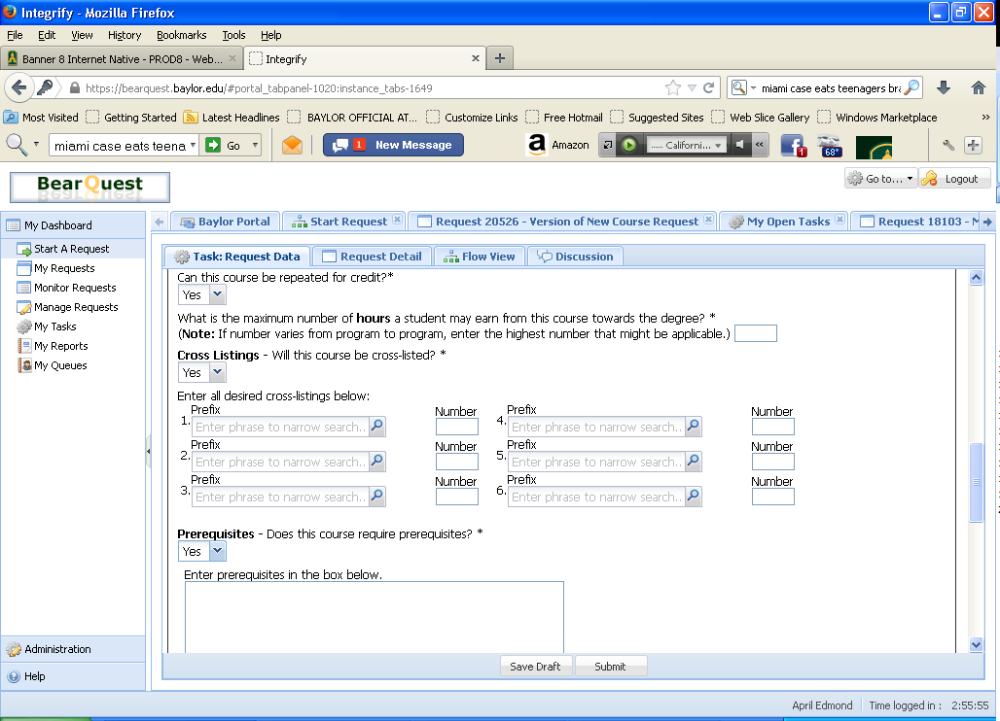 Integrify - Mozilla Firefox
File Edit View History Bookmarks Tools Help
Banner 8 Internet Native - PROD8 - Web... Integrify
https://bearquest.baylor.edu/#portal_tabpanel-1020:instance_tabs-1649 miami case eats teenagers bra
Most Visited Getting Started Latest Headlines BAYLOR OFFICIAL AT... Customize Links Free Hotmail Suggested Sites Web Slice Gallery Windows Marketplace »
miami case eats teena Go 1 New Message a Amazon ..... Californi... « f 1 68°
BearQuest Go to... Logout
My Dashboard Baylor Portal Start Request Request 20526 - Version of New Course Request My Open Tasks Request 18103 - M
Start A Request
My Requests
Monitor Requests
Manage Requests
My Tasks
My Reports
My Queues
Task: Request Data Request Detail Flow View Discussion
Can this course be repeated for credit?*
Yes
What is the maximum number of hours a student may earn from this course towards the degree? *
(Note: If number varies from program to program, enter the highest number that might be applicable.)
Cross Listings - Will this course be cross-listed? *
Yes
Enter all desired cross-listings below:
Prefix Number Prefix Number
1. Enter phrase to narrow search.. 4. Enter phrase to narrow search..
Prefix Number Prefix Number
2. Enter phrase to narrow search.. 5. Enter phrase to narrow search..
Prefix Number Prefix Number
3. Enter phrase to narrow search.. 6. Enter phrase to narrow search..
Prerequisites - Does this course require prerequisites? *
Yes
Enter prerequisites in the box below.
Administration
Help
Save Draft Submit
April Edmond Time logged in : 2:55:55